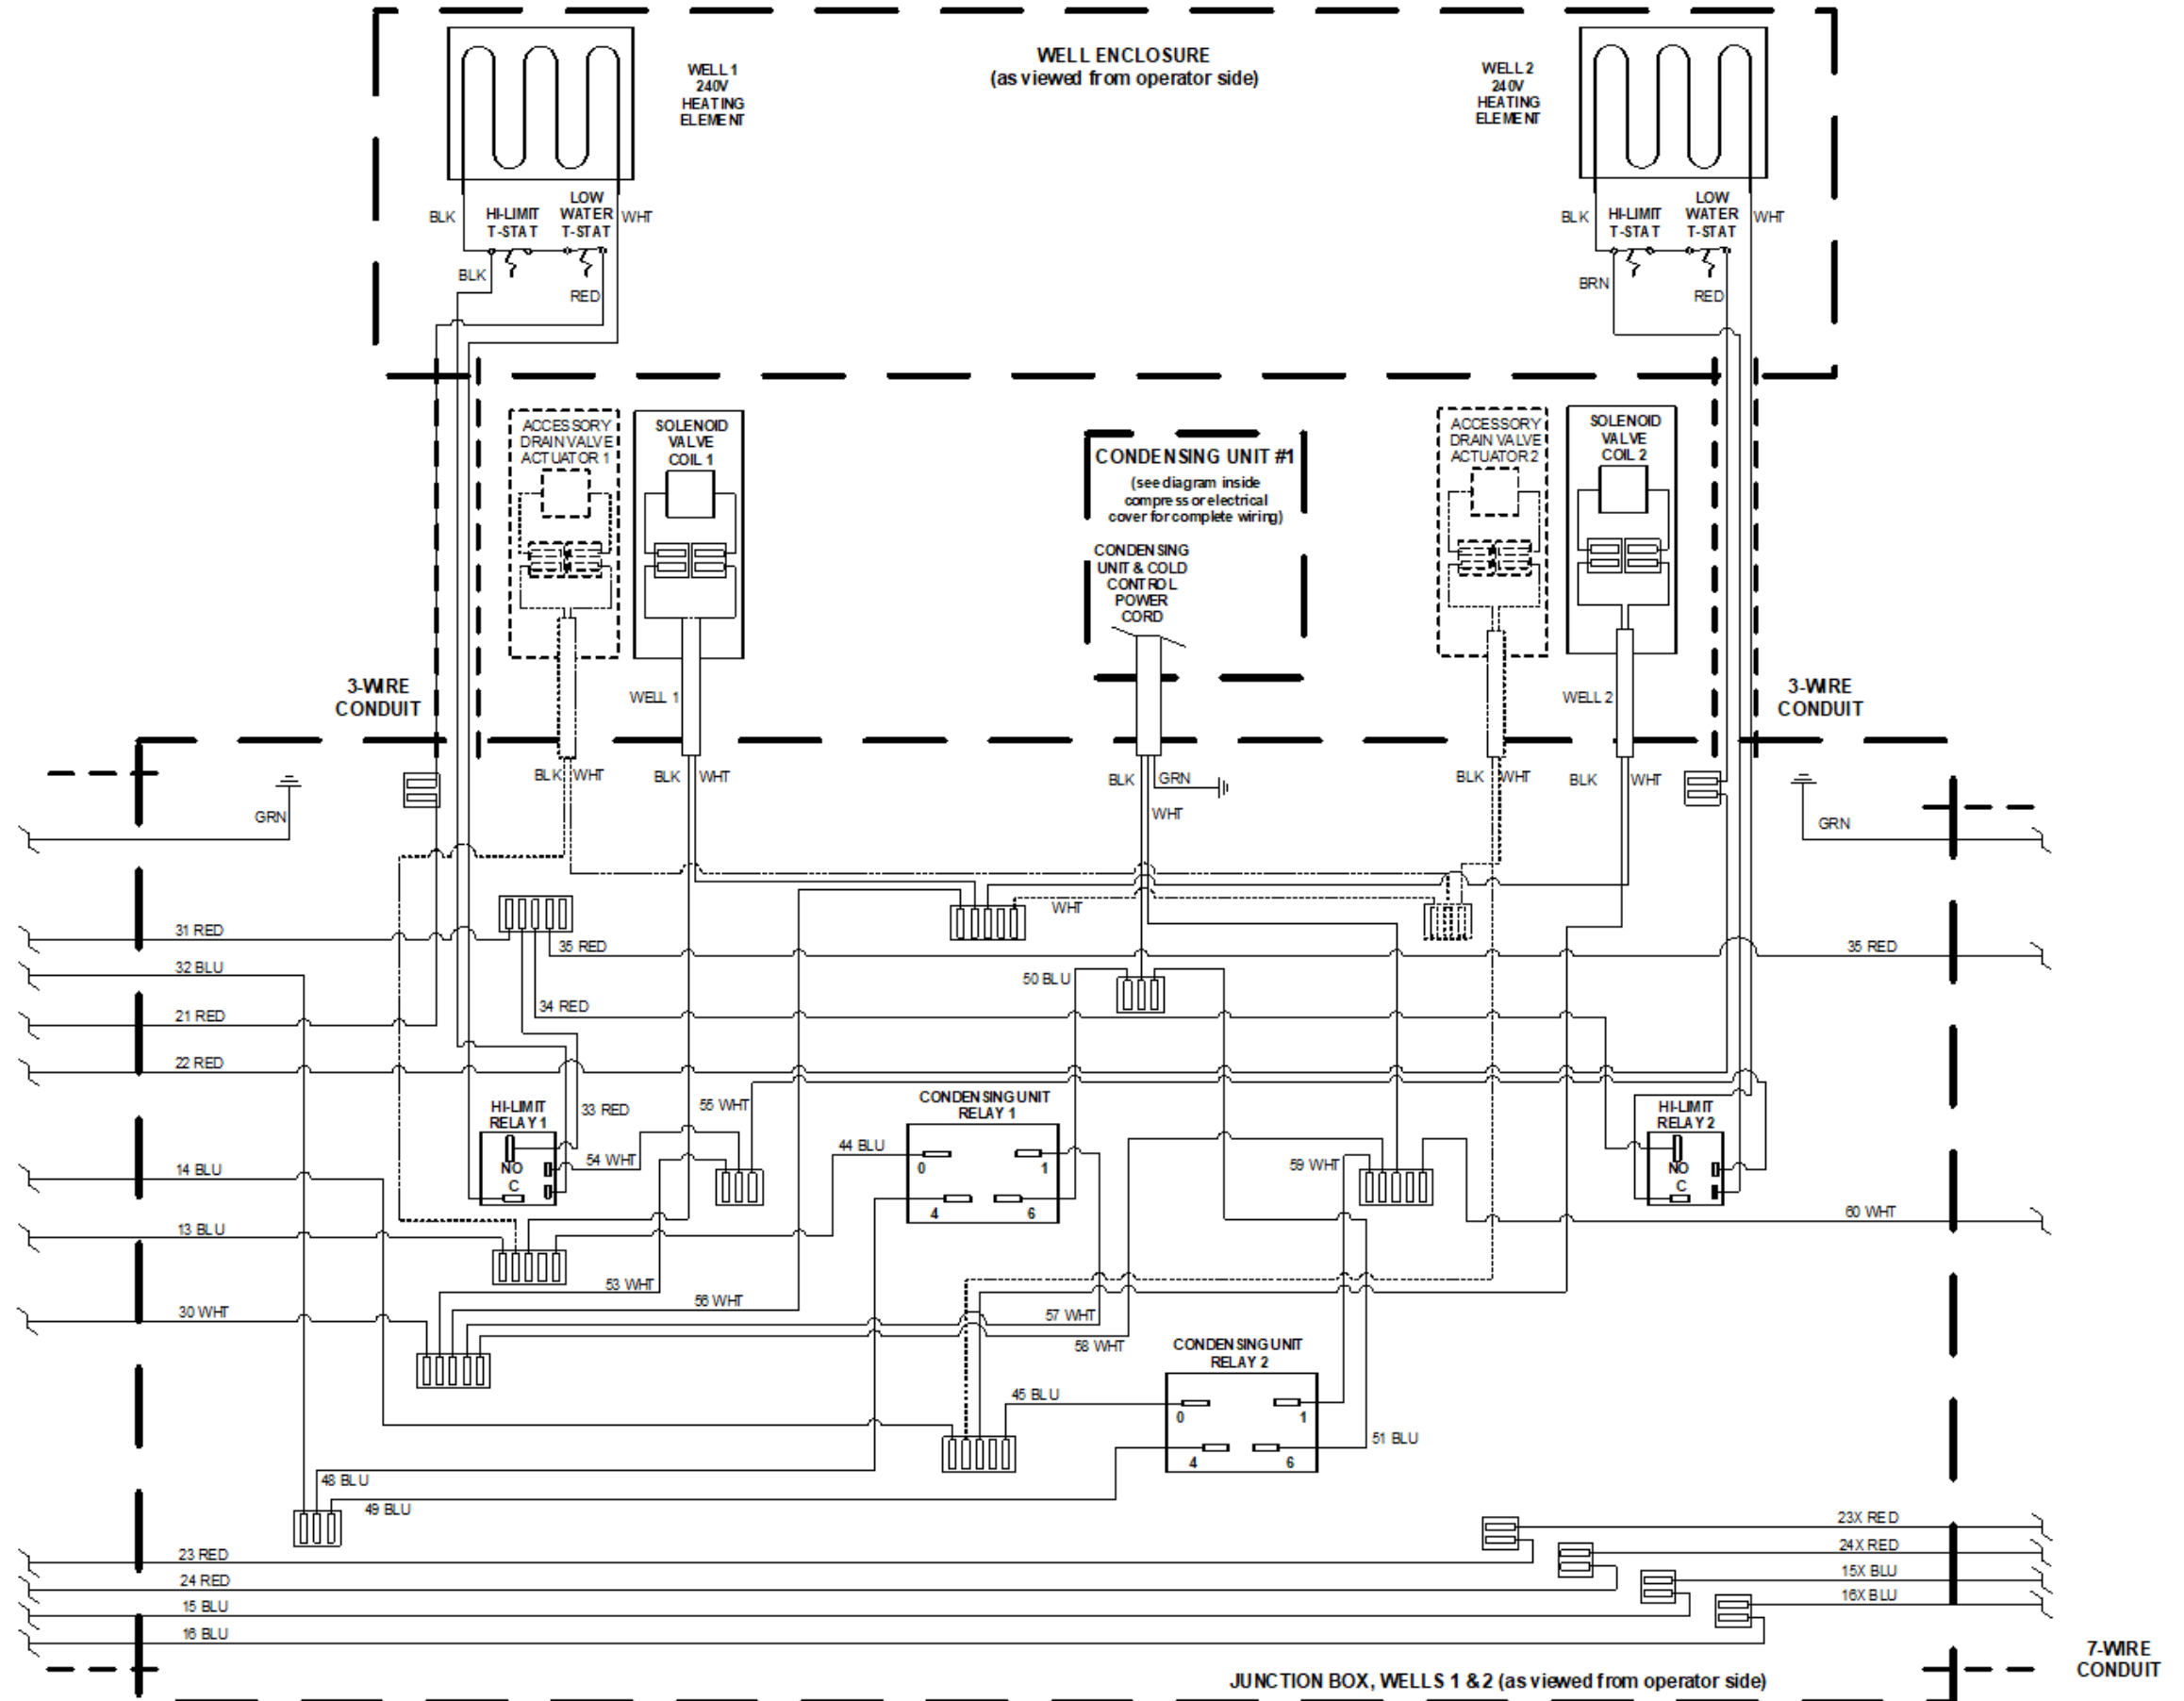 WELL ENCLOSURE
(as viewed from operator side)
WELL 1
240V
HEATING
ELEMENT
WELL 2
240V
HEATING
ELEMENT
BLK
HI-LIMIT
T-STAT
LOW
WATER
T-STAT
WHT
BLK
RED
BLK
HI-LIMIT
T-STAT
LOW
WATER
T-STAT
WHT
BRN
RED
ACCESSORY
DRAIN VALVE
ACTUATOR 1
SOLENOID
VALVE
COIL 1
CONDENSING UNIT #1
(see diagram inside
compressor electrical
cover for complete wiring)
CONDENSING
UNIT & COLD
CONTROL
POWER
CORD
ACCESSORY
DRAIN VALVE
ACTUATOR 2
SOLENOID
VALVE
COIL 2
3-WIRE
CONDUIT
WELL 1
WELL 2
3-WIRE
CONDUIT
BLK
WHT
BLK
WHT
BLK
GRN
WHT
BLK
WHT
BLK
WHT
GRN
GRN
WHT
31 RED
35 RED
35 RED
32 BLU
50 BLU
34 RED
21 RED
22 RED
HI-LIMIT
RELAY 1
NO
C
33 RED
55 WHT
54 WHT
CONDENSING UNIT
RELAY 1
0
1
4
6
44 BLU
59 WHT
HI-LIMIT
RELAY 2
NO
C
14 BLU
13 BLU
60 WHT
53 WHT
56 WHT
30 WHT
57 WHT
58 WHT
CONDENSING UNIT
RELAY 2
0
1
4
6
45 BLU
51 BLU
48 BLU
49 BLU
23 RED
24 RED
15 BLU
16 BLU
23X RED
24X RED
15X BLU
16X BLU
7-WIRE
CONDUIT
JUNCTION BOX, WELLS 1 & 2 (as viewed from operator side)